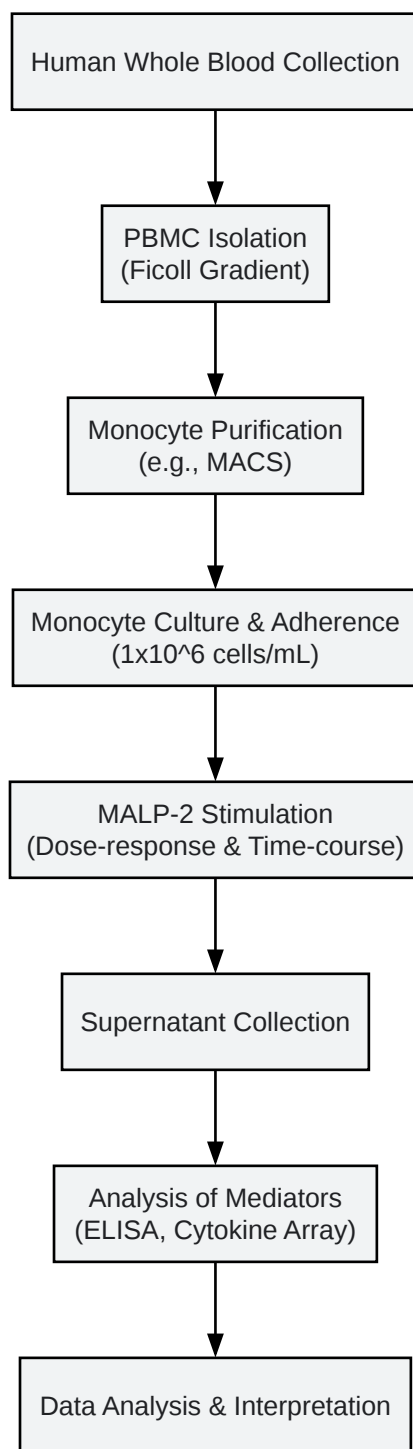 Human Whole Blood Collection
PBMC Isolation
(Ficoll Gradient)
Monocyte Purification
(e.g., MACS)
Monocyte Culture & Adherence
(1x10^6 cells/mL)
MALP-2 Stimulation
(Dose-response & Time-course)
Supernatant Collection
Analysis of Mediators
(ELISA, Cytokine Array)
Data Analysis & Interpretation